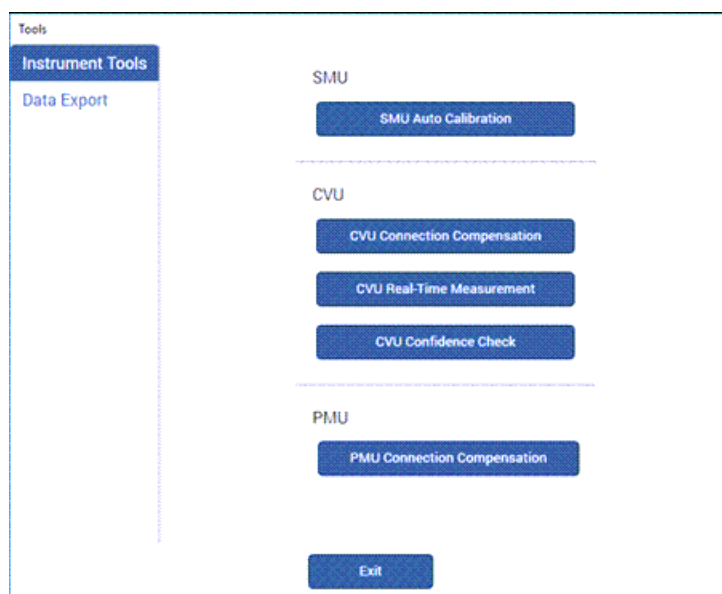 Tools
Instrument Tools
Data Export
SMU
SMU Auto Calibration
CVU
CVU Connection Compensation
CVU Real-Time Measurement
CVU Confidence Check
PMU
PMU Connection Compensation
Exit